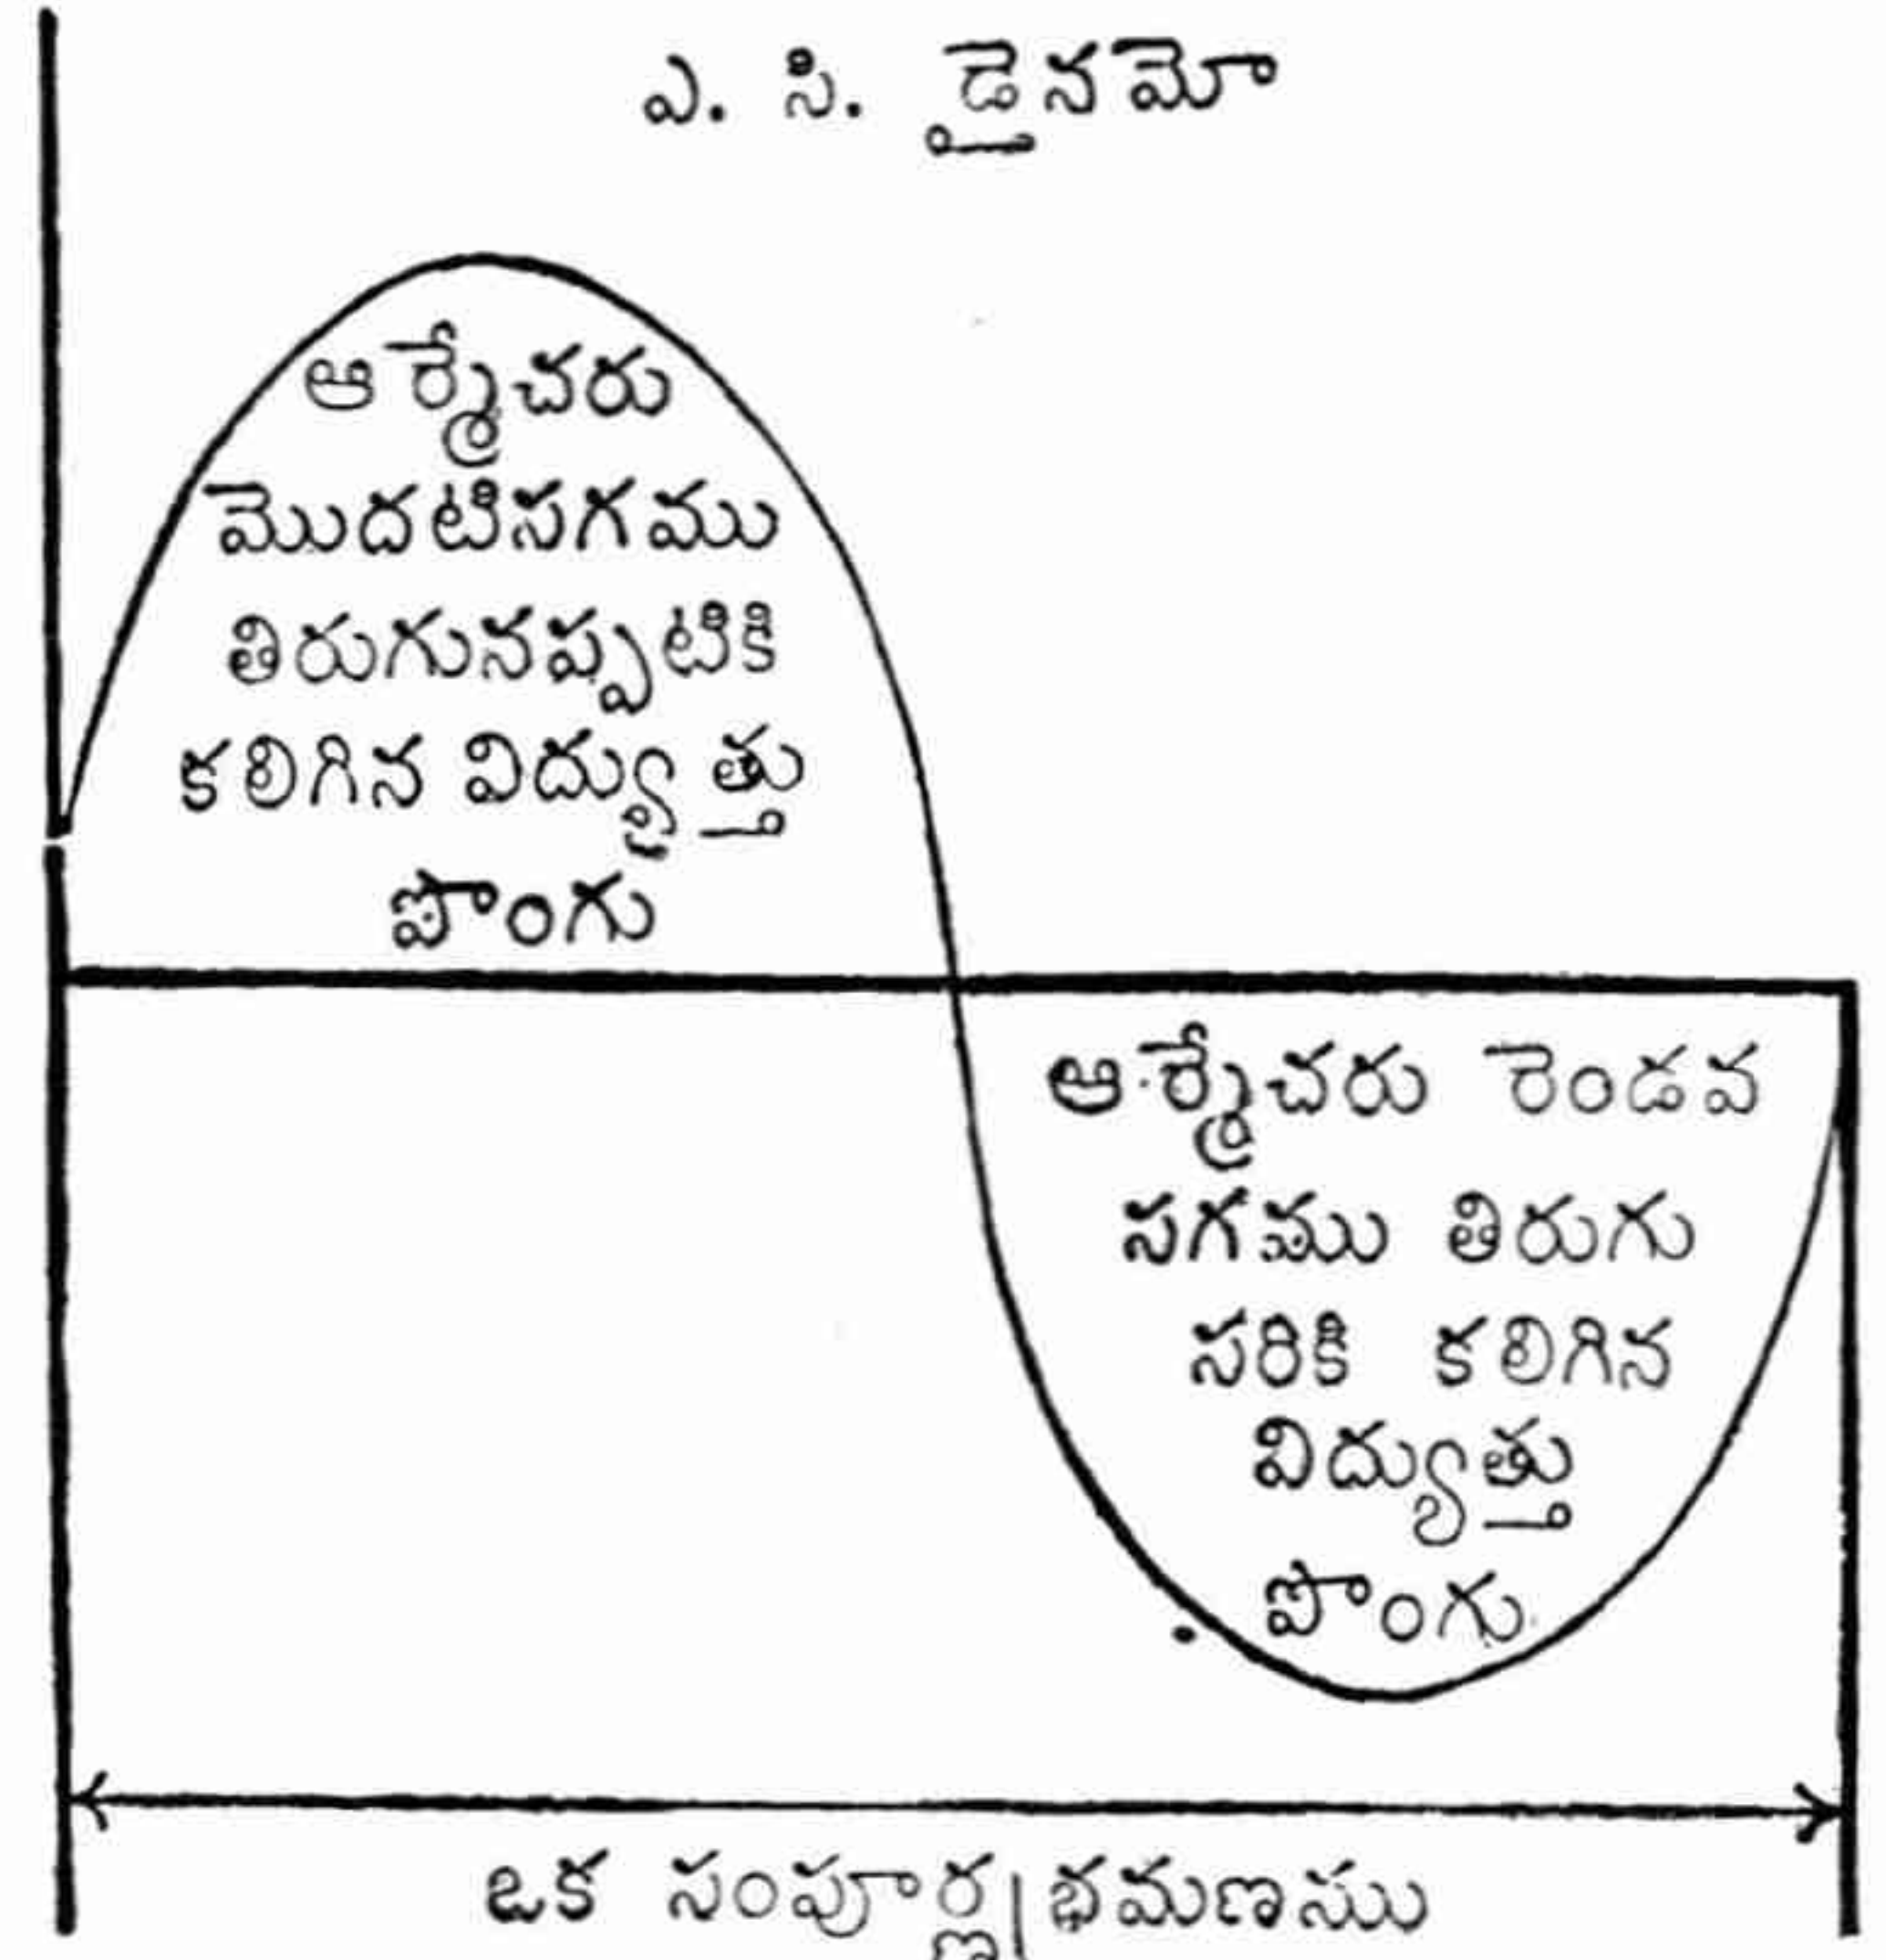 ఎ. సి. డైనమో
ఆర్మేచరు
మొదటిసగము
తిరుగునప్పటికి
కలిగిన విద్యుత్తు
పొంగు
ఆర్మేచరు రెండవ
సగము తిరుగు
సరికి కలిగిన
విద్యుత్తు
పొంగు
ఒక సంపూర్ణభ్రమణము